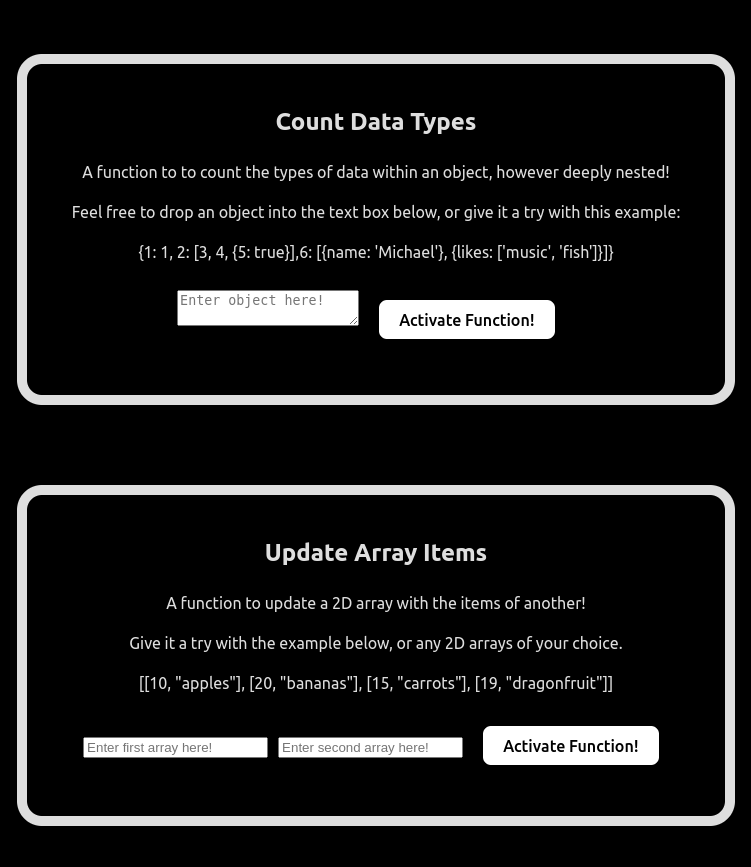 Count Data Types
A function to to count the types of data within an object, however deeply nested!
Feel free to drop an object into the text box below, or give it a try with this example:
{1: 1, 2: [3, 4, {5: true}],6: [{name: 'Michael'}, {likes: ['music', 'fish']}]}
Enter object here!
Activate Function!
Update Array Items
A function to update a 2D array with the items of another!
Give it a try with the example below, or any 2D arrays of your choice.
[[10, "apples"], [20, "bananas"], [15, "carrots"], [19, "dragonfruit"]]
Enter first array here! Enter second array here! Activate Function!